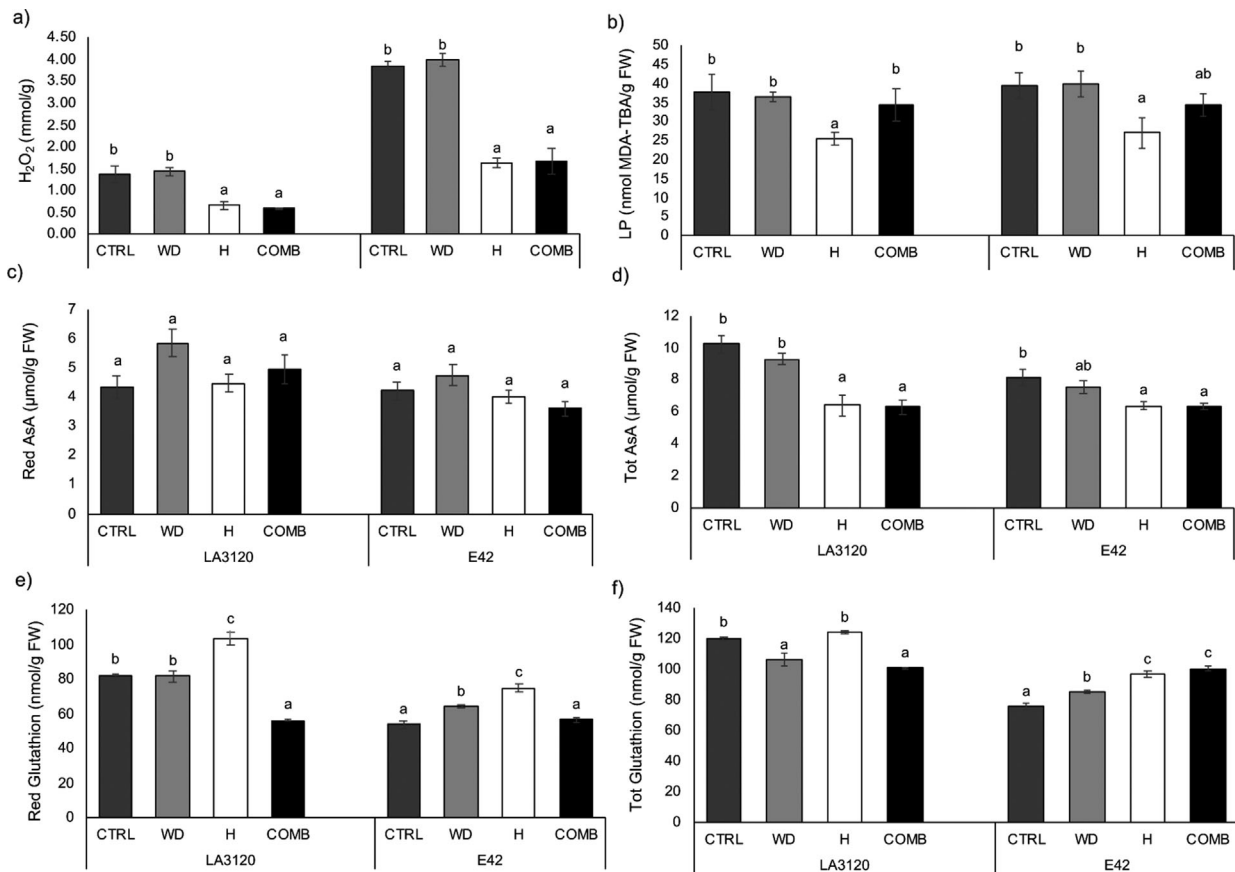 a)
H₂O₂ (mmol/g)
4.50
4.00
3.50
3.00
2.50
2.00
1.50
1.00
0.50
0.00
b b a a b b a a
CTRL WD H COMB CTRL WD H COMB
b)
LP (nmol MDA-TBA/g FW)
50
45
40
35
30
25
20
15
10
5
0
b b a b b b a ab
CTRL WD H COMB CTRL WD H COMB
c)
Red AsA (μmol/g FW)
7
6
5
4
3
2
1
0
a a a a a a a a
CTRL WD H COMB CTRL WD H COMB
LA3120 E42
d)
Tot AsA (μmol/g FW)
12
10
8
6
4
2
0
b b a a b ab a a
CTRL WD H COMB CTRL WD H COMB
LA3120 E42
e)
Red Glutathion (nmol/g FW)
120
100
80
60
40
20
0
b b c a a b c a
CTRL WD H COMB CTRL WD H COMB
LA3120 E42
f)
Tot Glutathion (nmol/g FW)
140
120
100
80
60
40
20
0
b a b a a b c c
CTRL WD H COMB CTRL WD H COMB
LA3120 E42